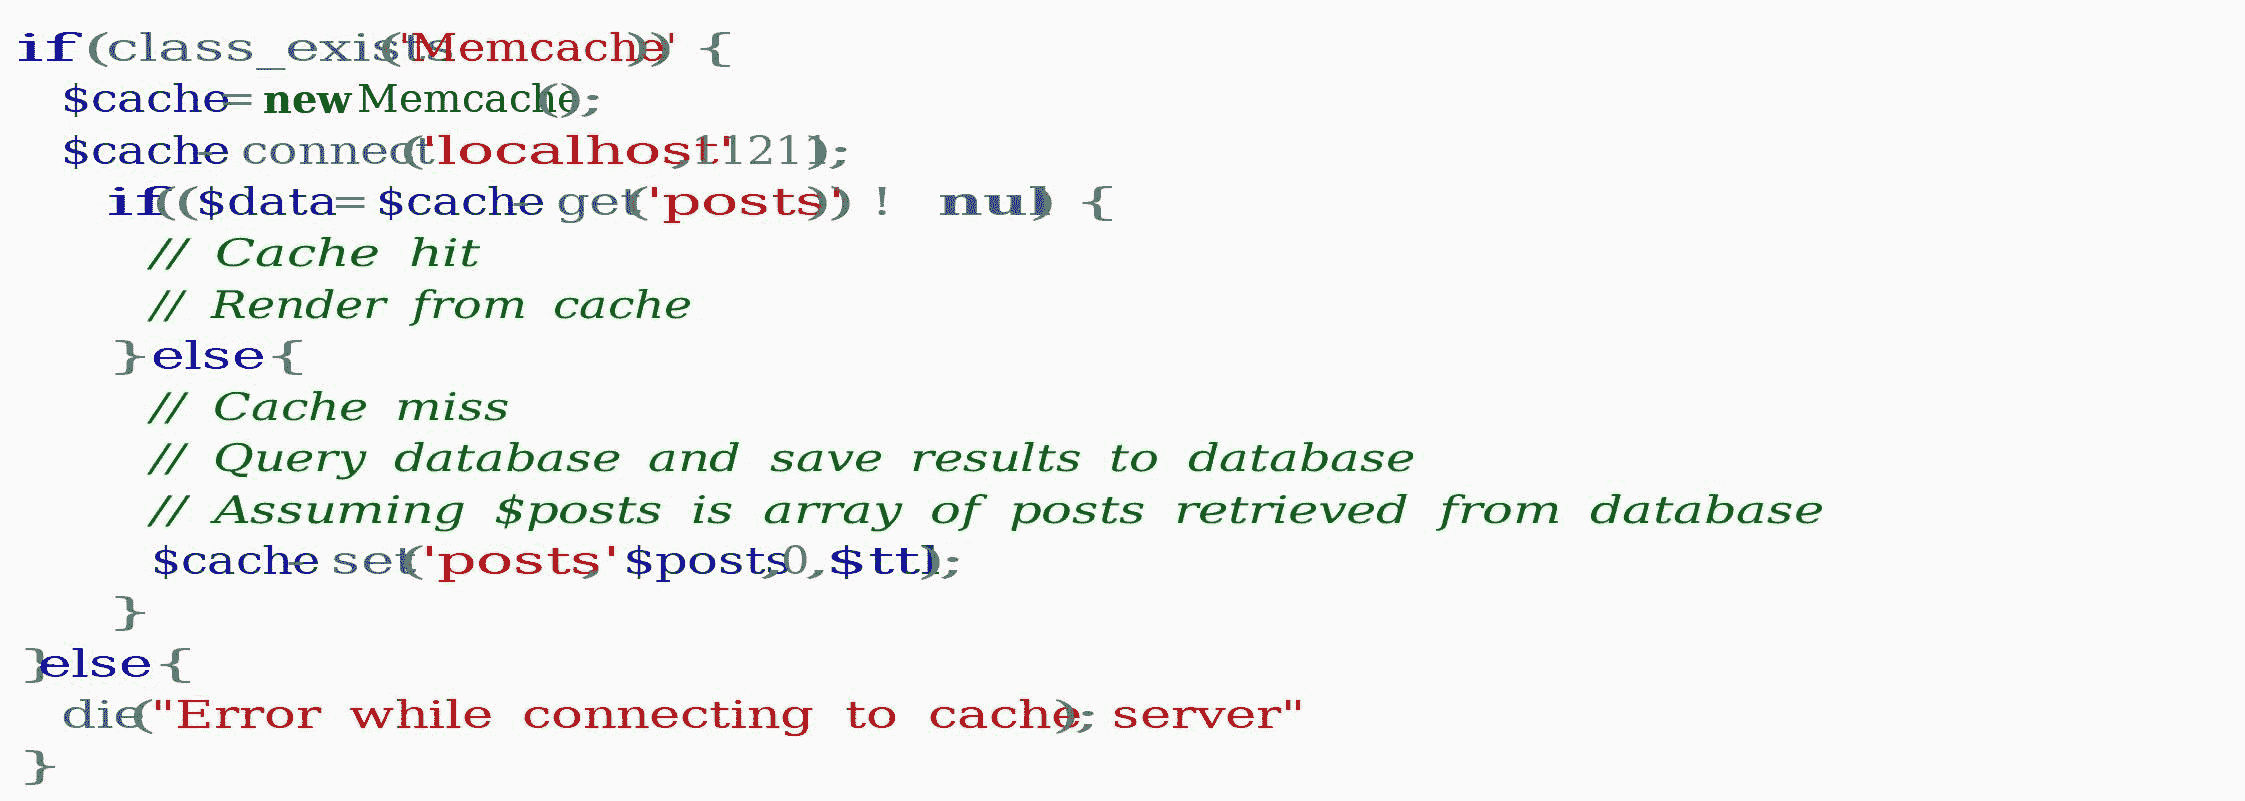 if(class_exists('Memcache')) {
$cache= new Memcache();
$cache- connect('localhost',11211);
if(($data= $cache- get('posts')) ! null) {
// Cache hit
// Render from cache
}else{
// Cache miss
// Query database and save results to database
// Assuming $posts is array of posts retrieved from database
$cache- set('posts',$posts,0,$ttl);
}
}else{
die("Error while connecting to cache server");
}